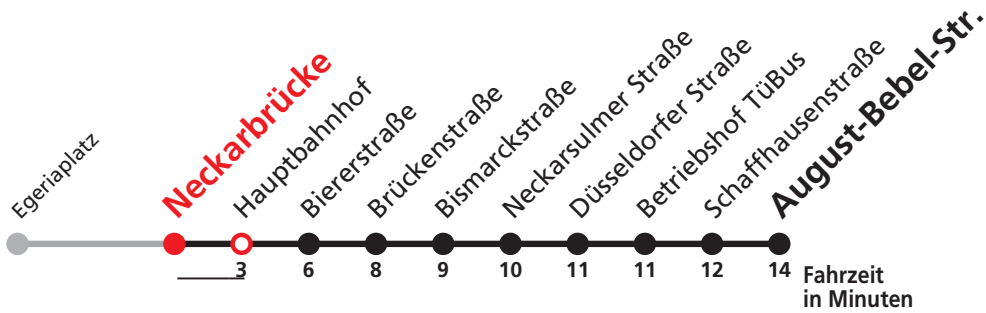 Egeriaplatz
Neckarbrücke
Hauptbahnhof
Biererstraße
Brückenstraße
Bismarckstraße
Neckarsulmer Straße
Düsseldorfer Straße
Betriebshof TüBus
Schaffhausenstraße
August-Bebel-Str.
3 6 8 9 10 11 11 12 14
Fahrzeit
in Minuten